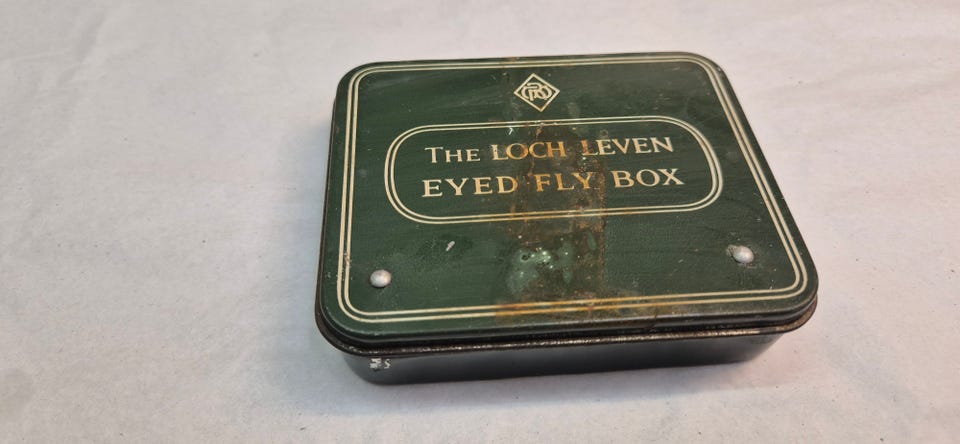 THE LOCH LEVEN
EYED FLY BOX